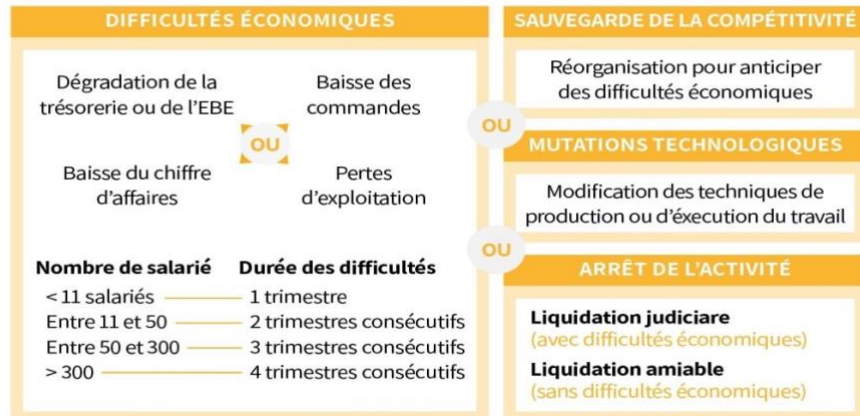 DIFFICULTÉS ÉCONOMIQUES
Dégradation de la
trésorerie ou de l'EBE
Baisse des
commandes
OU
Baisse du chiffre
d'affaires
Pertes
d'exploitation
Nombre de salarié Durée des difficultés
< 11 salariés 1 trimestre
Entre 11 et 50 2 trimestres consécutifs
Entre 50 et 300 3 trimestres consécutifs
> 300 4 trimestres consécutifs
OU
OU
SAUVEGARDE DE LA COMPÉTITIVITÉ
Réorganisation pour anticiper
des difficultés économiques
MUTATIONS TECHNOLOGIQUES
Modification des techniques de
production ou d'éxecution du travail
ARRÊT DE L'ACTIVITÉ
Liquidation judiciare
(avec difficultés économiques)
Liquidation amiable
(sans difficultés économiques)